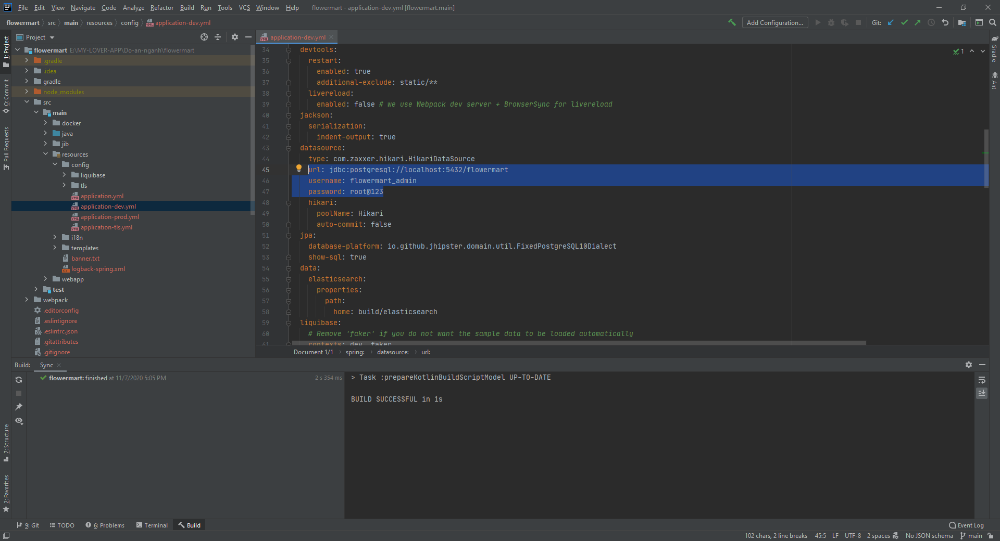 File Edit View Navigate Code Analyze Refactor Build Run Tools VCS Window Help flowermart - application-dev.yml [flowermart.main]
flowermart src main resources config application-dev.yml Add Configuration... Git:
Project application-dev.yml
1: Project
0: Commit
Pull Requests
7: Structure
2: Favorites
flowermart E:\MY-LOVER-APP\Do-an-nganh\flowermart
.gradle
.idea
gradle
node_modules
src
main
docker
java
jib
resources
config
liquibase
tls
application.yml
application-dev.yml
application-prod.yml
application-tls.yml
i18n
templates
banner.txt
logback-spring.xml
webapp
test
webpack
.editorconfig
.eslintignore
.eslintrc.json
.gitattributes
.gitignore
34 devtools:
35 restart:
36 enabled: true
37 additional-exclude: static/**
38 livereload:
39 enabled: false # we use Webpack dev server + BrowserSync for livereload
40 jackson:
41 serialization:
42 indent-output: true
43 datasource:
44 type: com.zaxxer.hikari.HikariDataSource
45 url: jdbc:postgresql://localhost:5432/flowermart
46 username: flowermart_admin
47 password: root@123
48 hikari:
49 poolName: Hikari
50 auto-commit: false
51 jpa:
52 database-platform: io.github.jhipster.domain.util.FixedPostgreSQL10Dialect
53 show-sql: true
54 data:
55 elasticsearch:
56 properties:
57 path:
58 home: build/elasticsearch
59 liquibase:
60 # Remove 'faker' if you do not want the sample data to be loaded automatically
61 contexts: dev, faker
1
Gradle
Ant
Document 1/1 spring: datasource: url:
Build: Sync
flowermart: finished at 11/7/2020 5:05 PM 2 s 354 ms
> Task :prepareKotlinBuildScriptModel UP-TO-DATE
BUILD SUCCESSFUL in 1s
9: Git TODO 6: Problems Terminal Build Event Log
102 chars, 2 line breaks 45:5 LF UTF-8 2 spaces No JSON schema main